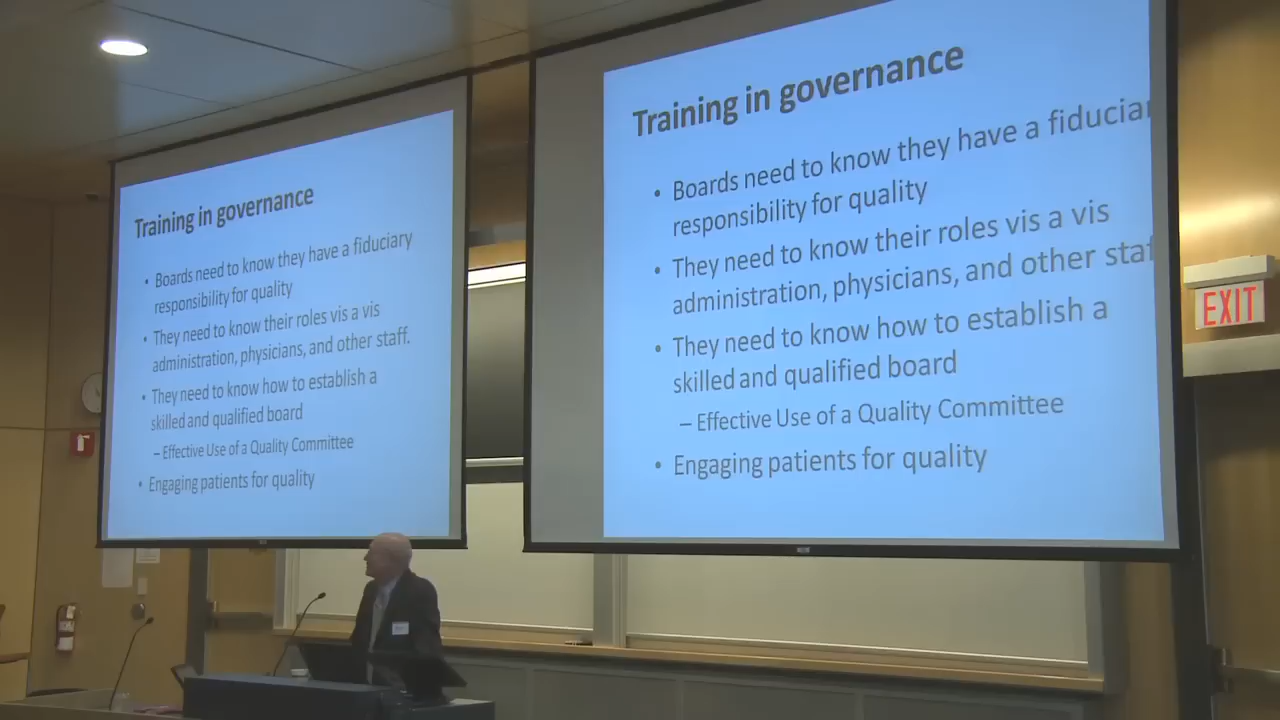 Training in governance
• Boards need to know they have a fiduciary
responsibility for quality
• They need to know their roles vis a vis
administration, physicians, and other staff.
• They need to know how to establish a
skilled and qualified board
– Effective Use of a Quality Committee
• Engaging patients for quality
Training in governance
• Boards need to know they have a fiduciar
responsibility for quality
• They need to know their roles vis a vis
administration, physicians, and other staf
• They need to know how to establish a
skilled and qualified board
– Effective Use of a Quality Committee
• Engaging patients for quality
EXIT